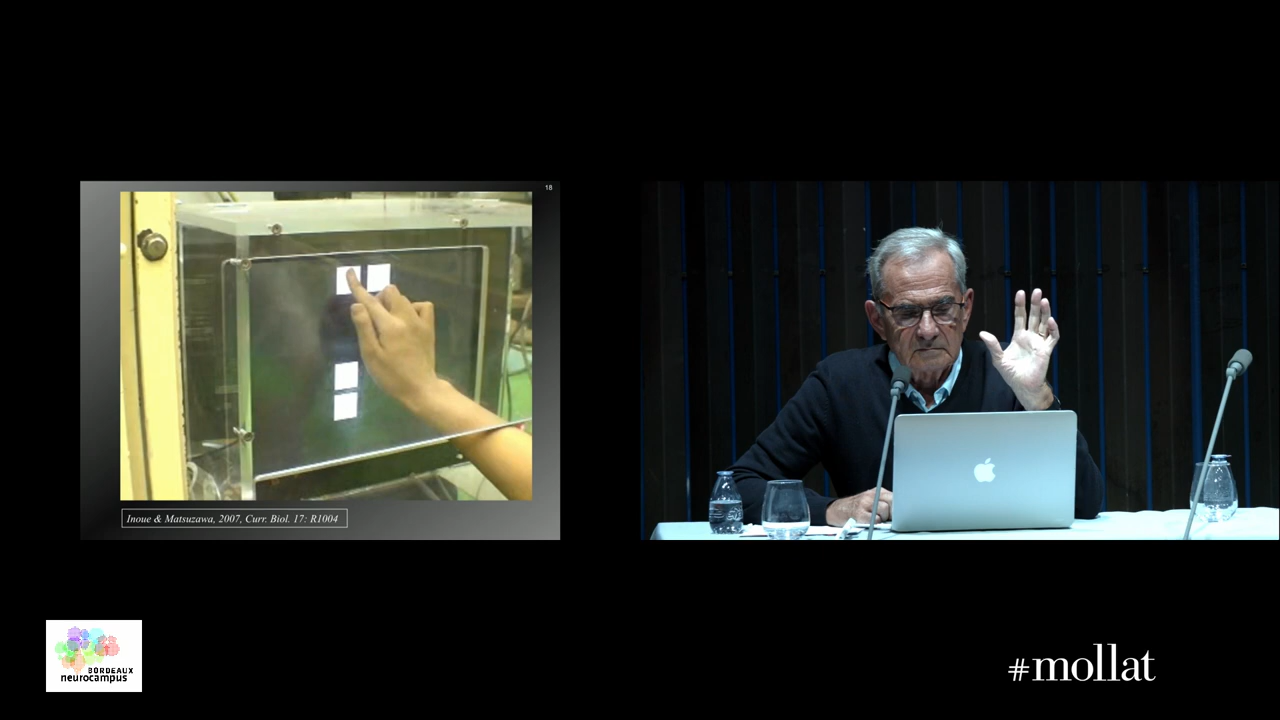 18
Inoue & Matsuzawa, 2007, Curr. Biol. 17: R1004
BORDEAUX
neurocampus
#mollat